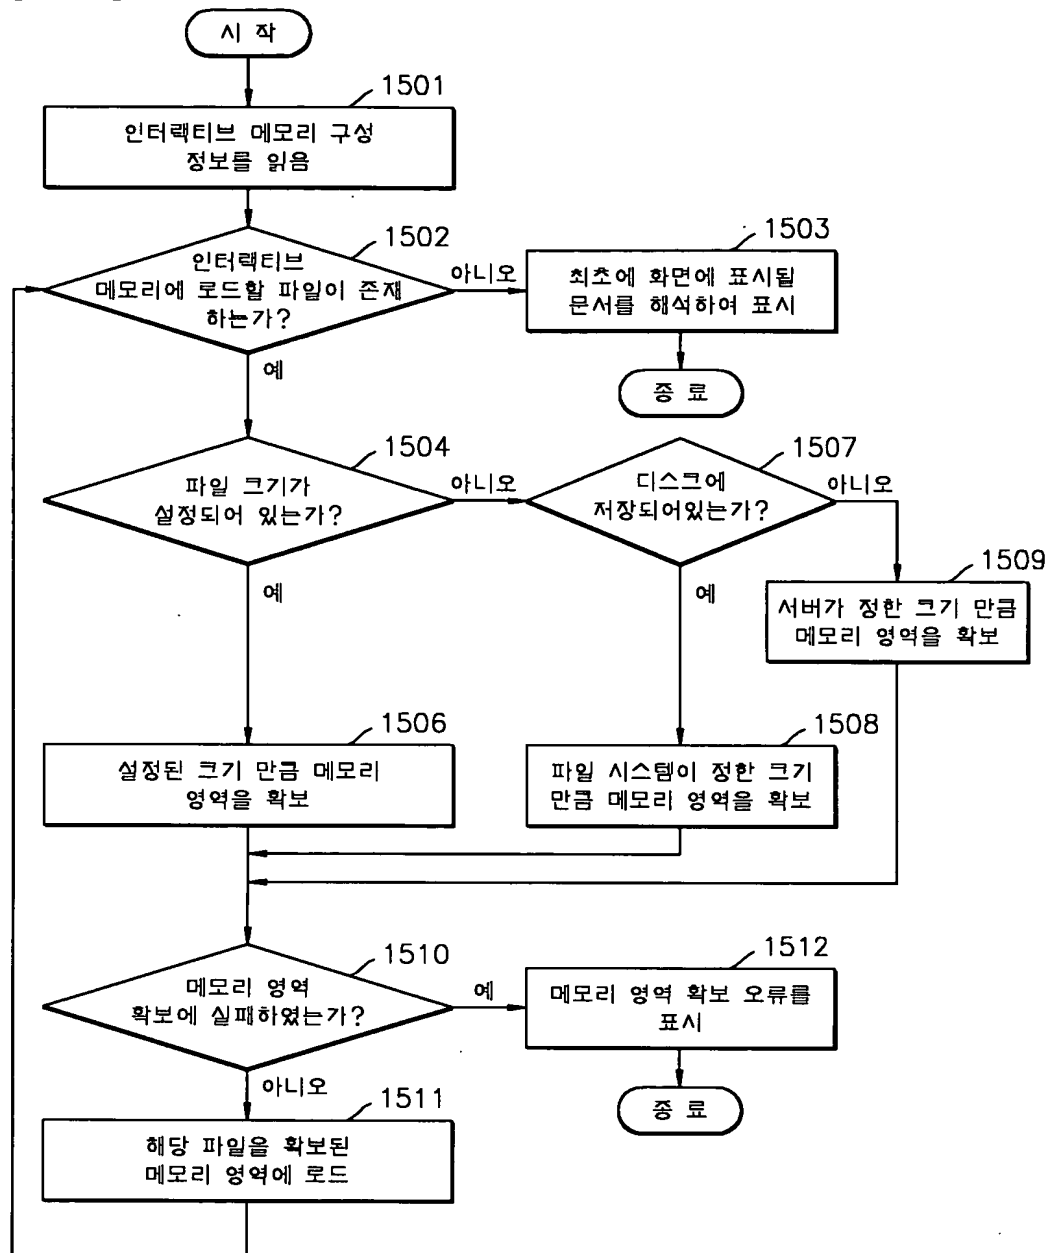 시 작
1501
인터랙티브 메모리 구성
정보를 읽음
1502
인터랙티브
메모리에 로드할 파일이 존재
하는가?
아니오
1503
최초에 화면에 표시될
문서를 해석하여 표시
종 료
예
1504
파일 크기가
설정되어 있는가?
아니오
1507
디스크에
저장되어있는가?
아니오
예
예
1509
서버가 정한 크기 만큼
메모리 영역을 확보
1506
설정된 크기 만큼 메모리
영역을 확보
1508
파일 시스템이 정한 크기
만큼 메모리 영역을 확보
1510
메모리 영역
확보에 실패하였는가?
예
1512
메모리 영역 확보 오류를
표시
종 료
아니오
1511
해당 파일을 확보된
메모리 영역에 로드